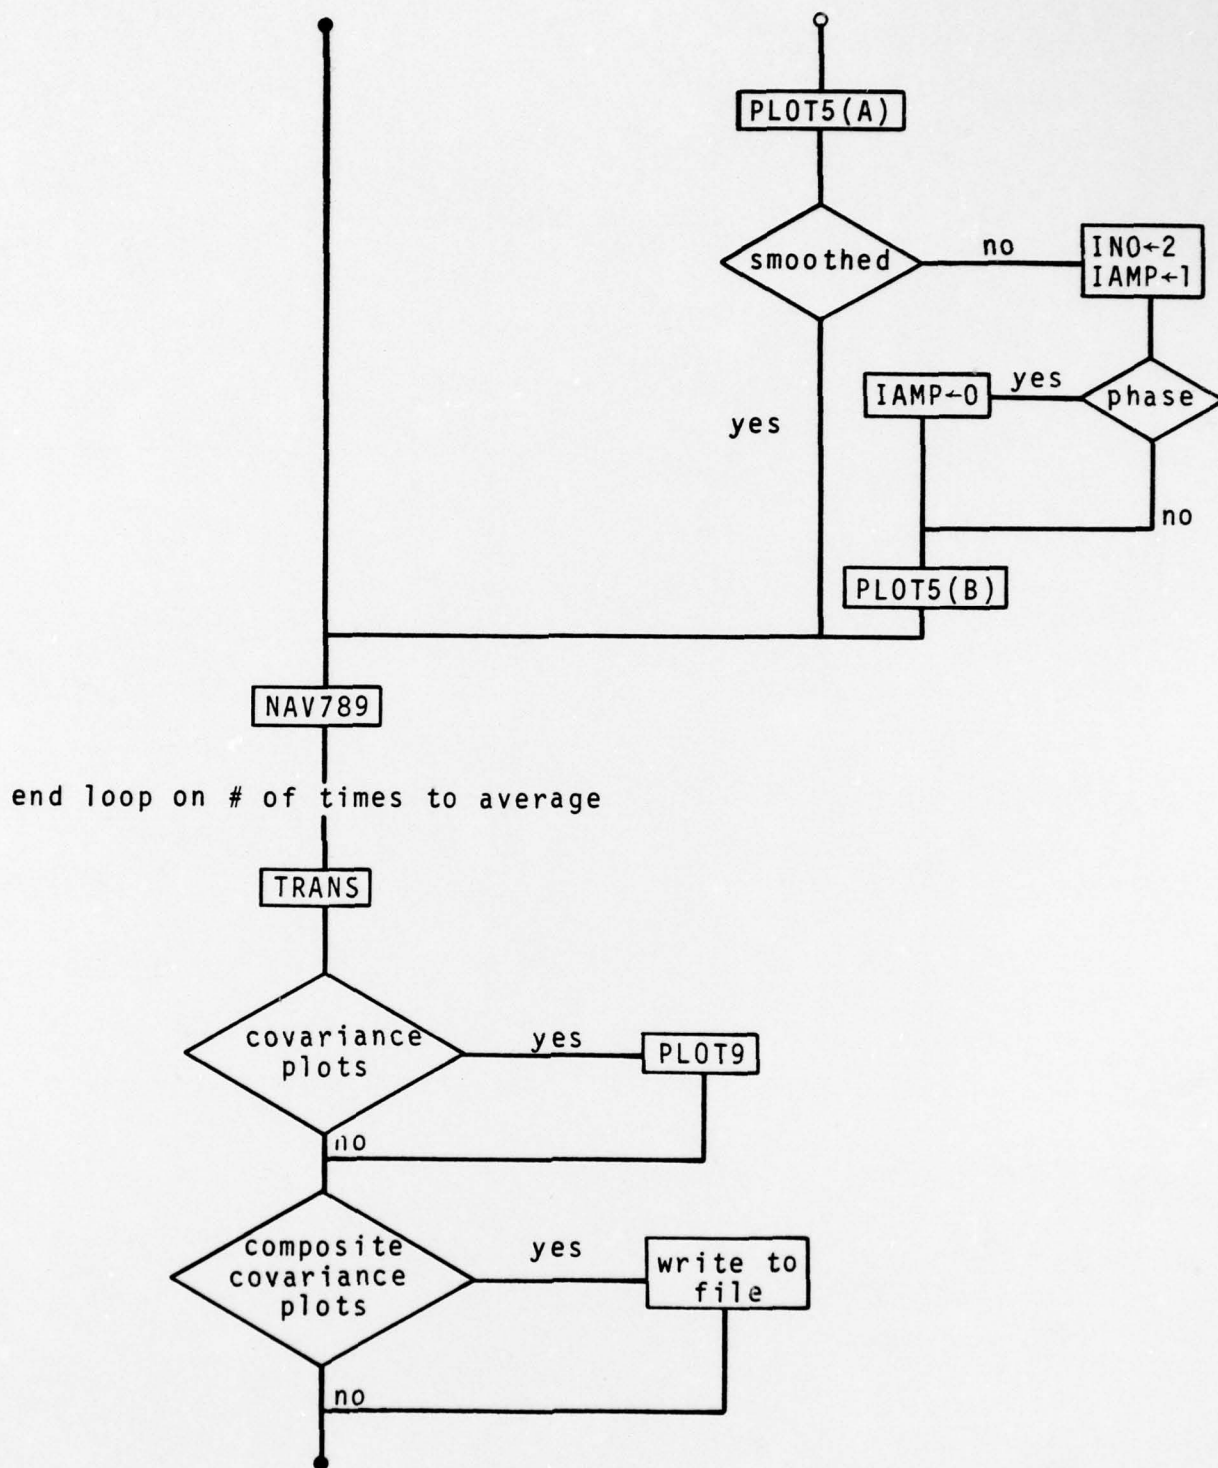 PLOT5(A)
smoothed
no
INO←2
IAMP←1
IAMP←0
yes
phase
yes
no
PLOT5(B)
NAV789
end loop on # of times to average
TRANS
covariance
plots
yes
PLOT9
no
composite
covariance
plots
yes
write to
file
no